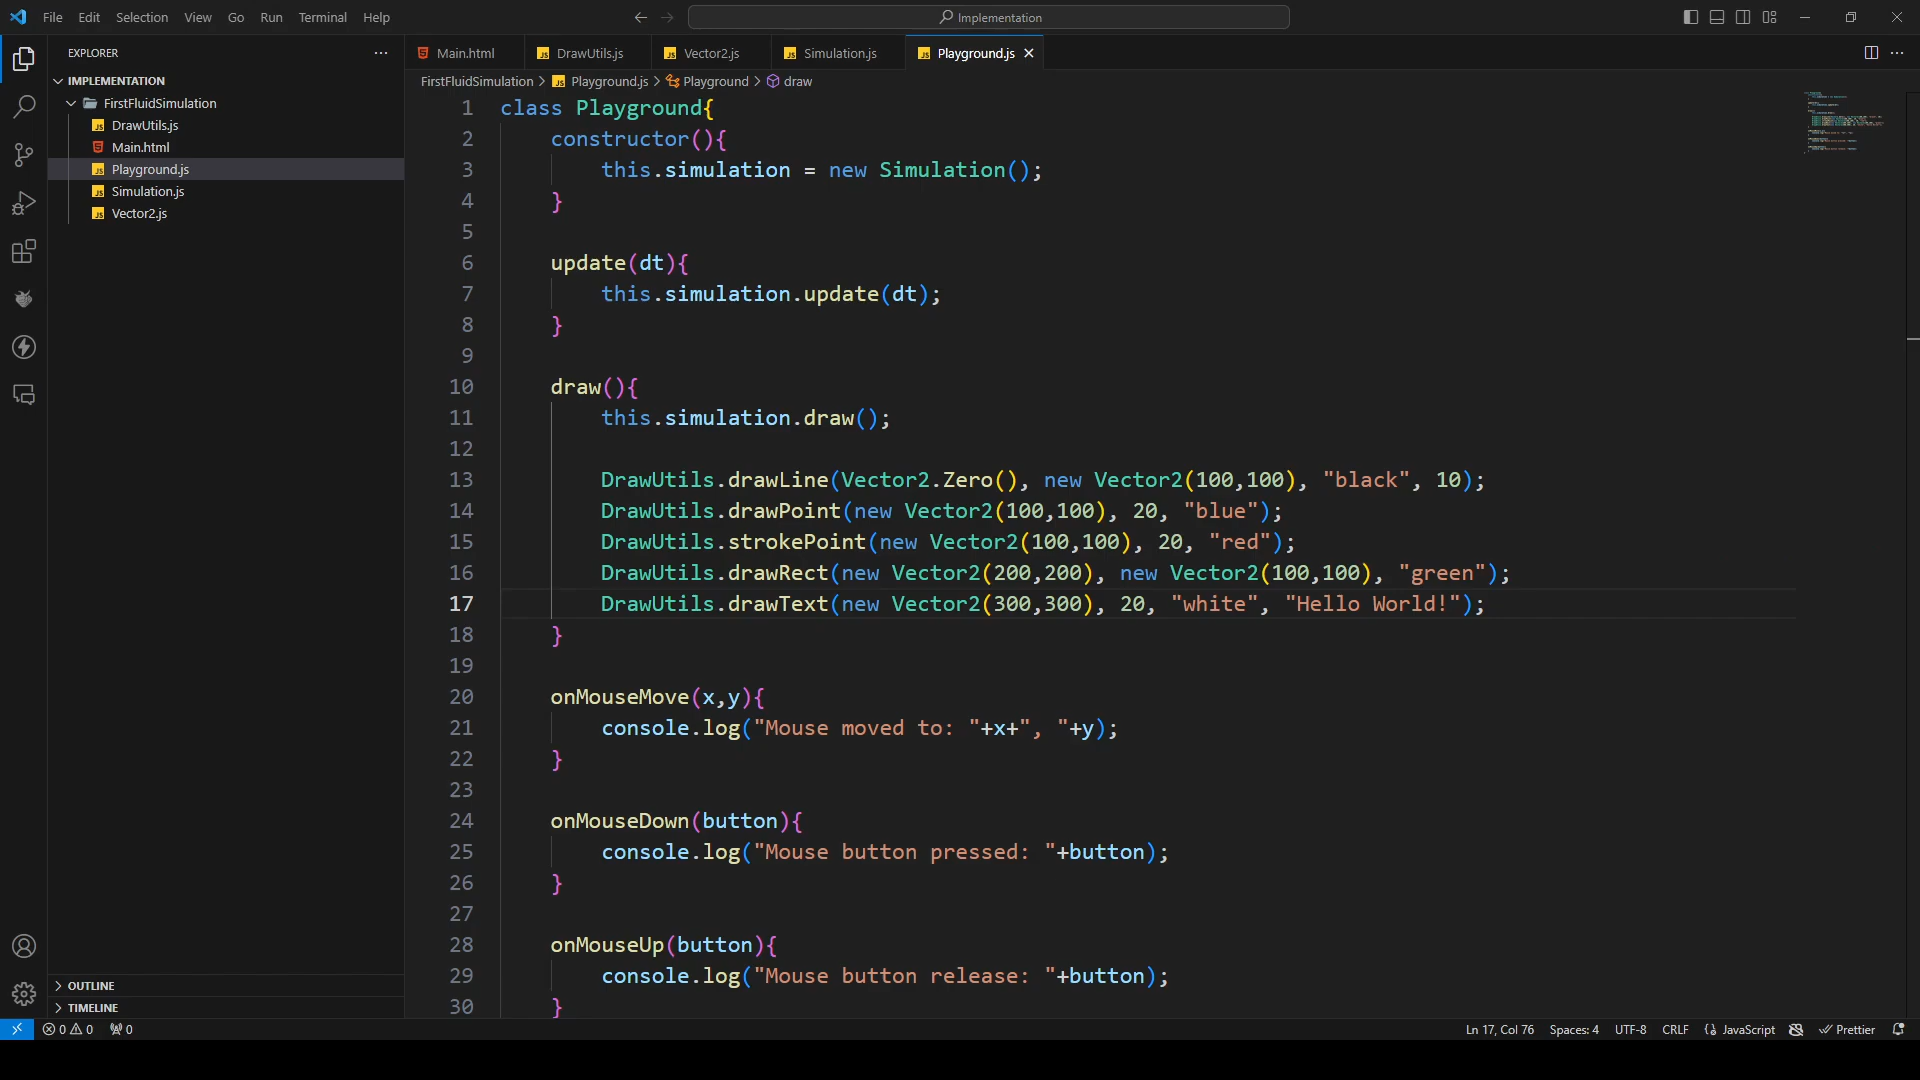 File Edit Selection View Go Run Terminal Help
Implementation
EXPLORER
IMPLEMENTATION
FirstFluidSimulation
DrawUtils.js
Main.html
Playground.js
Simulation.js
Vector2.js
OUTLINE
TIMELINE
Main.html DrawUtils.js Vector2.js Simulation.js Playground.js
FirstFluidSimulation > Playground.js > Playground > draw
1 class Playground{
2 constructor(){
3 this.simulation = new Simulation();
4 }
5
6 update(dt){
7 this.simulation.update(dt);
8 }
9
10 draw(){
11 this.simulation.draw();
12
13 DrawUtils.drawLine(Vector2.Zero(), new Vector2(100,100), "black", 10);
14 DrawUtils.drawPoint(new Vector2(100,100), 20, "blue");
15 DrawUtils.strokePoint(new Vector2(100,100), 20, "red");
16 DrawUtils.drawRect(new Vector2(200,200), new Vector2(100,100), "green");
17 DrawUtils.drawText(new Vector2(300,300), 20, "white", "Hello World!");
18 }
19
20 onMouseMove(x,y){
21 console.log("Mouse moved to: "+x+", "+y);
22 }
23
24 onMouseDown(button){
25 console.log("Mouse button pressed: "+button);
26 }
27
28 onMouseUp(button){
29 console.log("Mouse button release: "+button);
30 }
0 0 0 Ln 17, Col 76 Spaces: 4 UTF-8 CRLF JavaScript Prettier